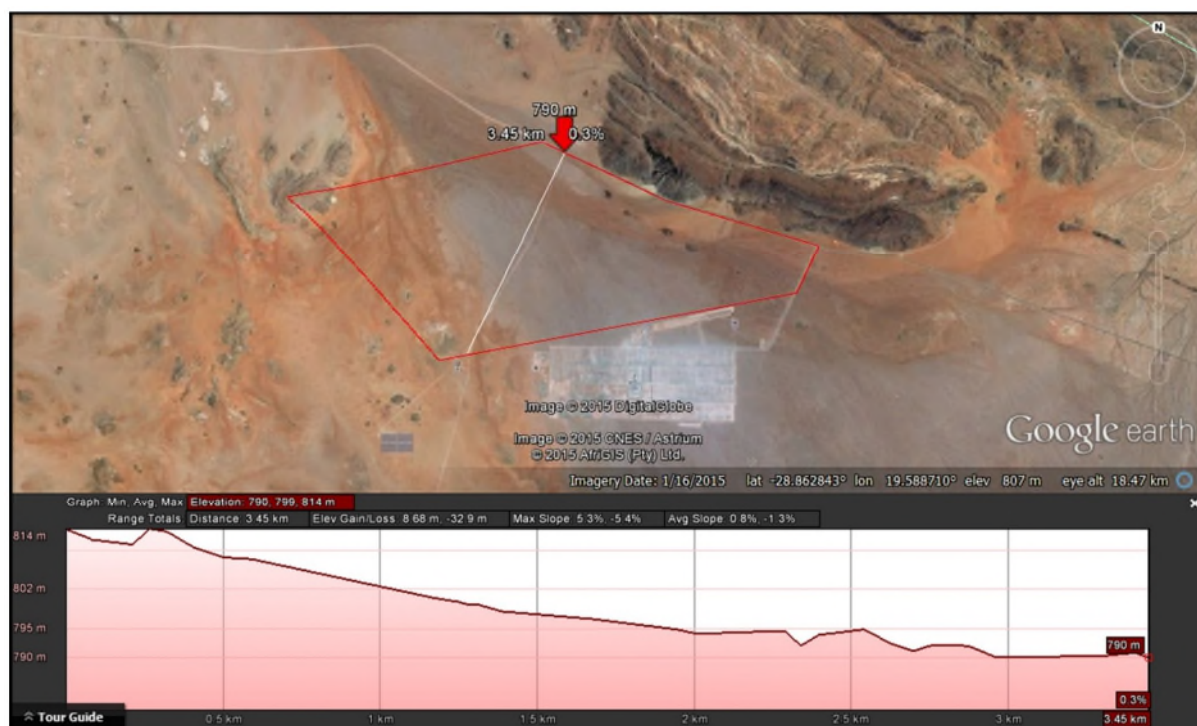 N
790 m
3.45 km 0.3%
Image © 2015 DigitalGlobe
Image © 2015 CNES / Astrium
© 2015 AfriGIS (Pty) Ltd.
Google earth
Imagery Date: 1/16/2015 lat -28.862843° lon 19.588710° elev 807 m eye alt 18.47 km
Graph: Min, Avg, Max Elevation: 790, 799, 814 m
Range Totals: Distance: 3.45 km Elev Gain/Loss: 8.68 m, -32.9 m Max Slope: 5.3%, -5.4% Avg Slope: 0.8%, -1.3%
814 m
802 m
795 m
790 m
790 m
0.3%
Tour Guide 0.5 km 1 km 1.5 km 2 km 2.5 km 3 km 3.45 km